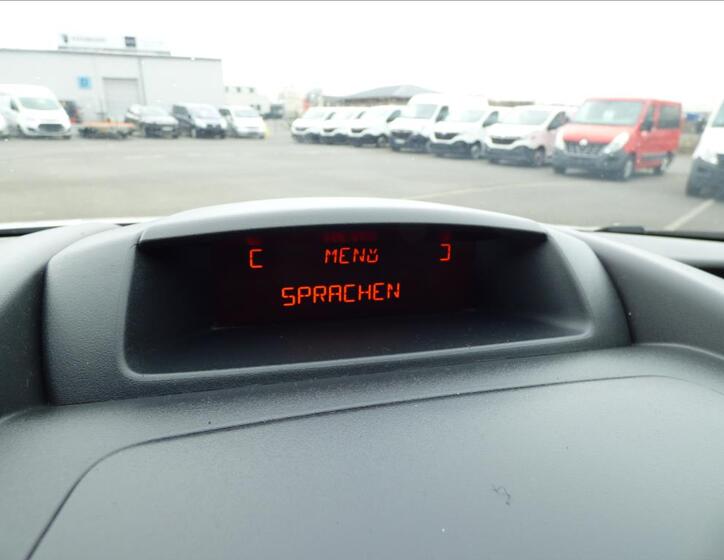 [ MENÜ ]
SPRACHEN